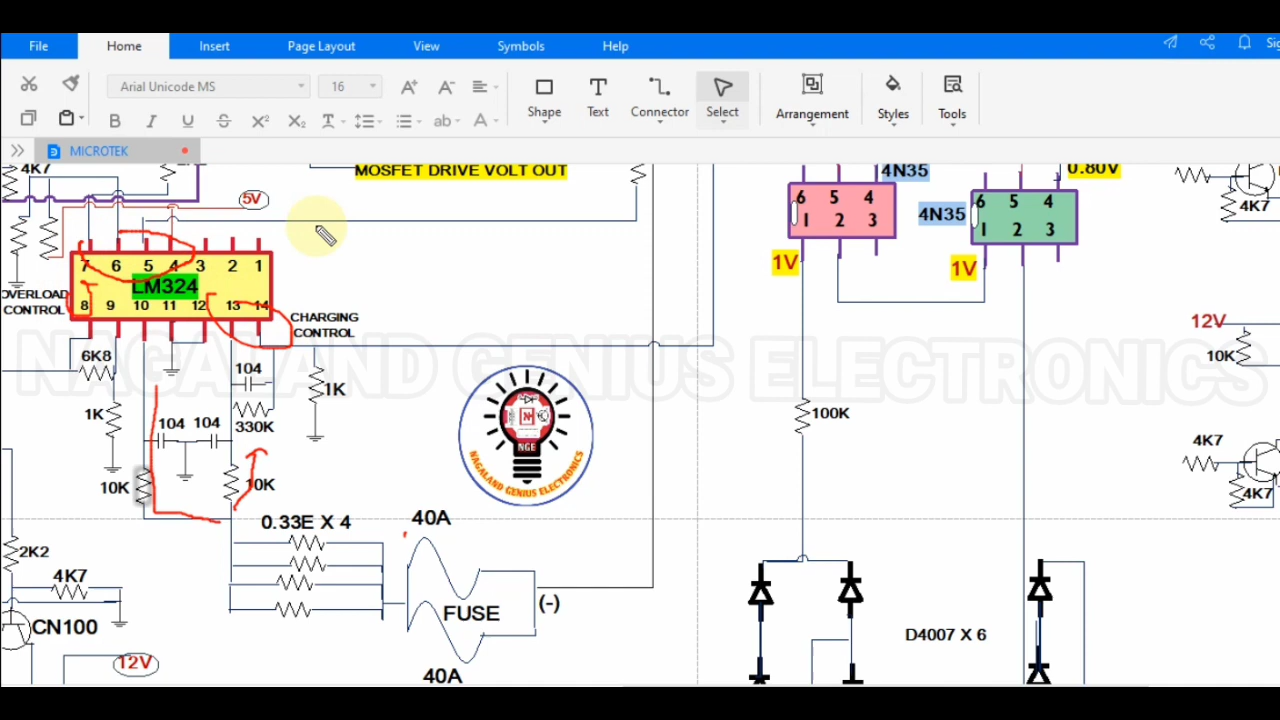 File Home Insert Page Layout View Symbols Help
Arial Unicode MS 16
Shape Text Connector Select Arrangement Styles Tools
MICROTEK
4K7
MOSFET DRIVE VOLT OUT
4N35
0.80V
5V
6 5 4
1 2 3
4N35
6 5 4
1 2 3
4K7
7 6 5 4 3 2 1
LM324
8 9 10 11 12 13 14
OVERLOAD
CONTROL
CHARGING
CONTROL
1V
1V
12V
10K
NAGALAND GENIUS ELECTRONICS
6K8
104
1K
1K
330K
104 104
100K
NGE
NAGALAND GENIUS ELECTRONICS
4K7
4K7
10K
10K
0.33E X 4
40A
2K2
4K7
FUSE
(-)
CN100
D4007 X 6
12V
40A